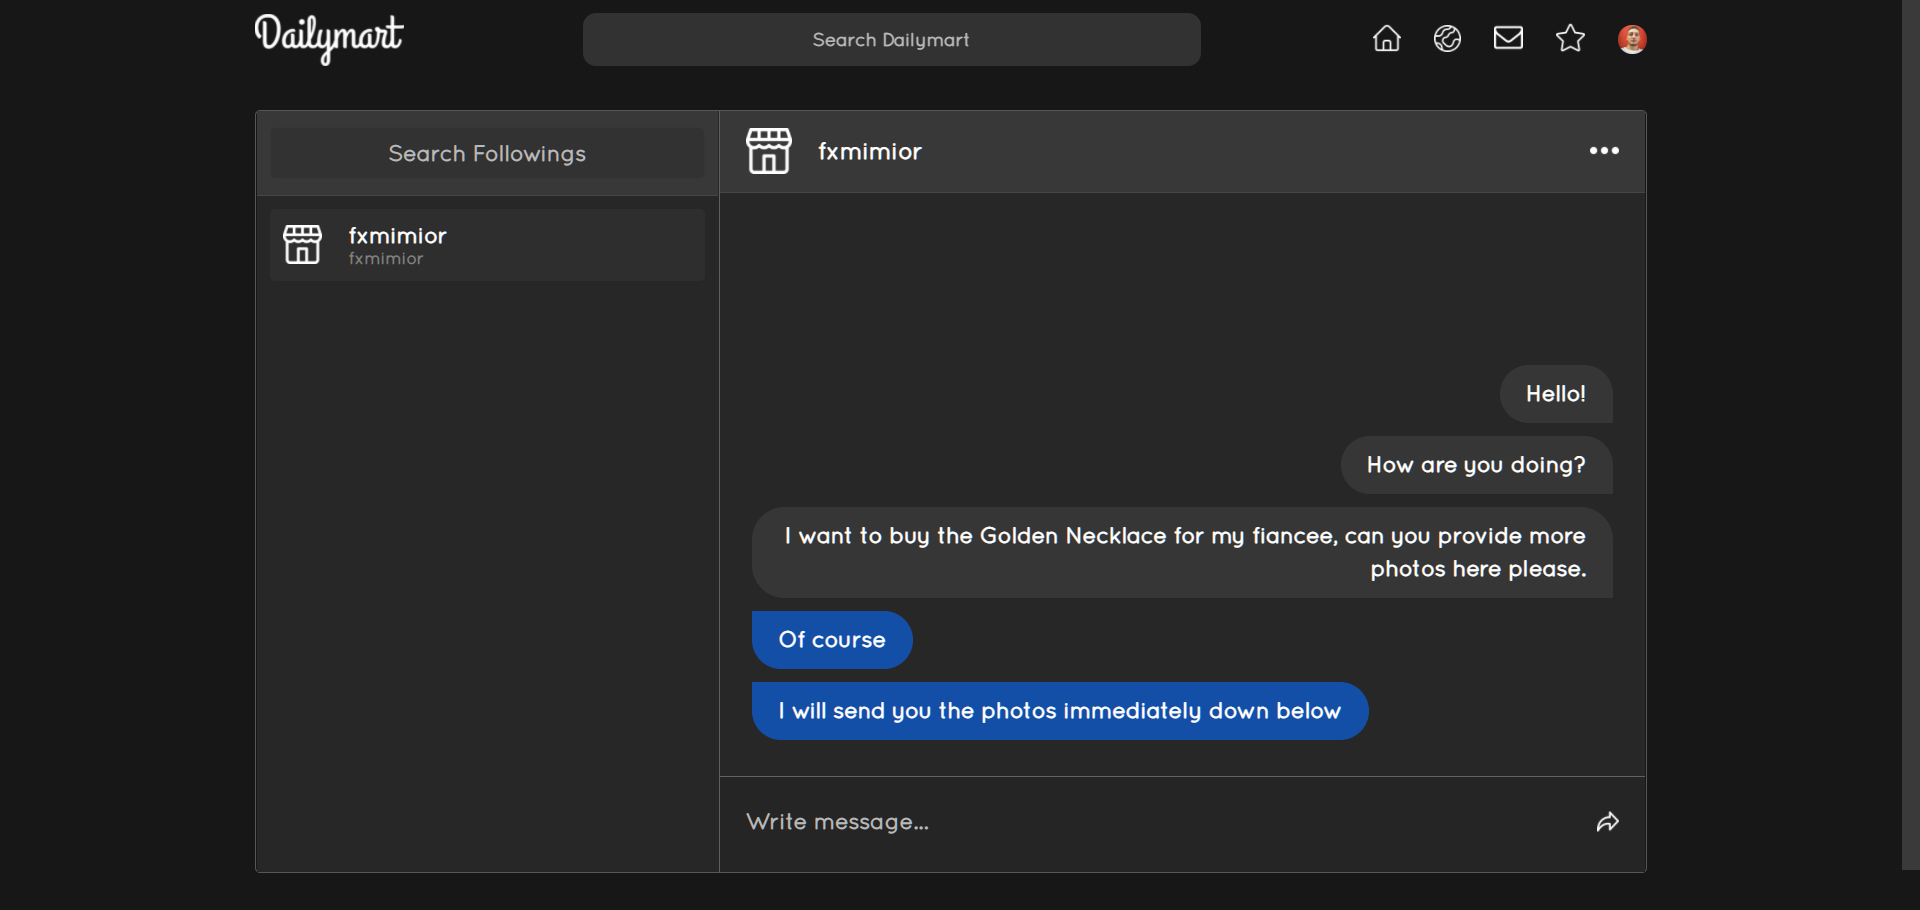 Dailymart
Search Dailymart
Search Followings
fxmimior
fxmimior
fxmimior
Hello!
How are you doing?
I want to buy the Golden Necklace for my fiancee, can you provide more
photos here please.
Of course
I will send you the photos immediately down below
Write message...